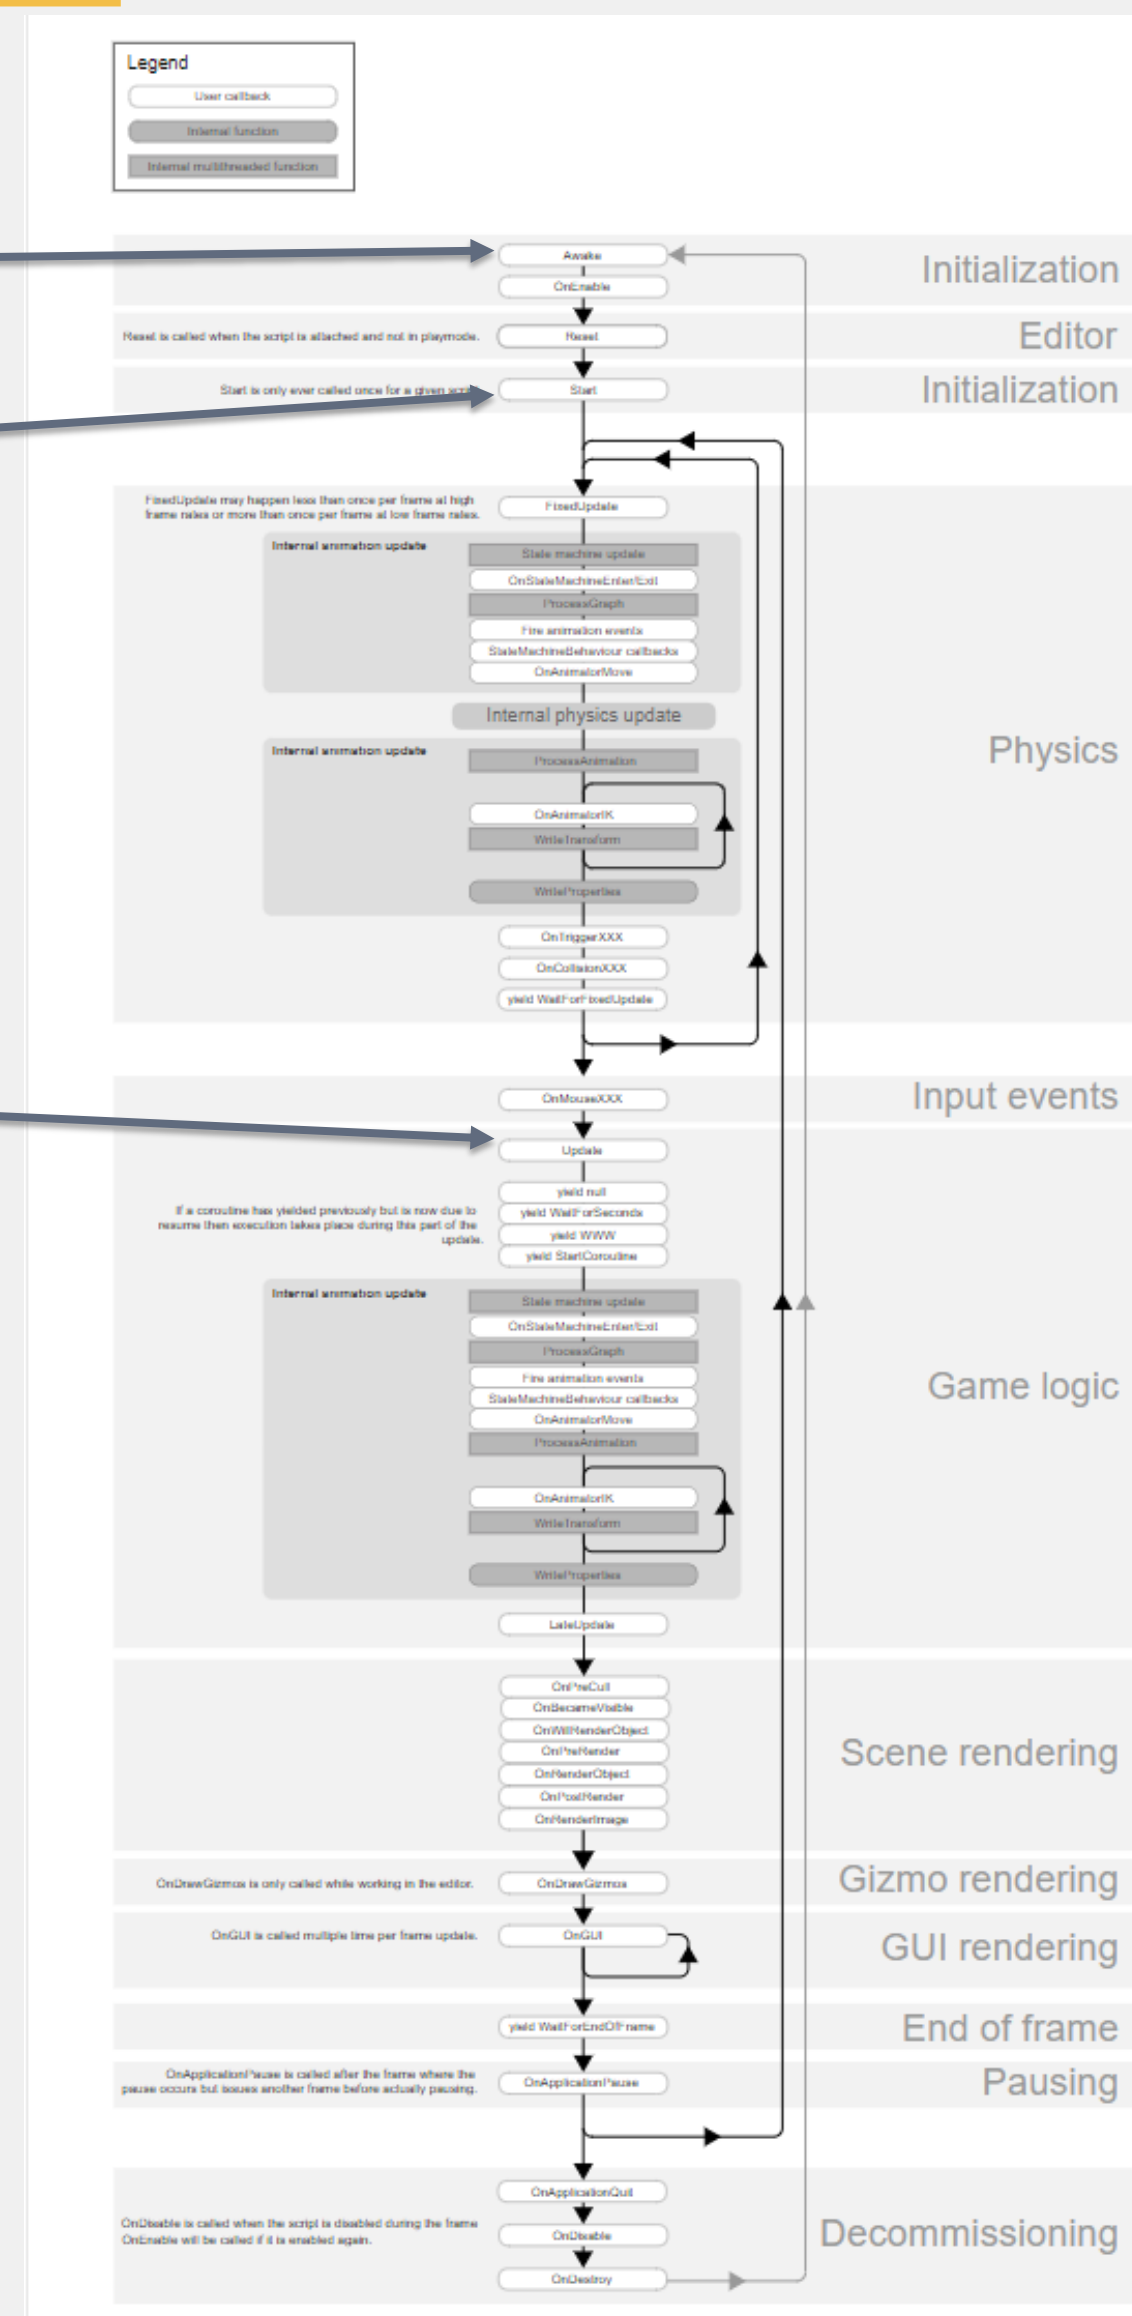 Legend
User callback
Internal function
Internal multithreaded function
Awake
Initialization
OnEnable
Reset is called when the script is attached and not in playmode.
Reset
Editor
Start is only ever called once for a given
Start
Initialization
FixedUpdate may happen less than once per frame at high
frame rates or more than once per frame at low frame rates.
FixedUpdate
Internal animation update
State machine update
OnStateMachineEnter/Exit
ProcessGraph
Fire animation events
StateMachineBehaviour callbacks
OnAnimatorMove
Internal physics update
Physics
Internal animation update
ProcessAnimation
OnAnimatorIK
WriteTransform
WriteProperties
OnTriggerXXX
OnCollisionXXX
yield WaitForFixedUpdate
OnMouseXXX
Input events
Update
yield null
If a coroutine has yielded previously but is now due to
resume then execution takes place during this part of the
update.
yield WaitForSeconds
yield WWW
yield StartCoroutine
Internal animation update
State machine update
OnStateMachineEnter/Exit
ProcessGraph
Game logic
Fire animation events
StateMachineBehaviour callbacks
OnAnimatorMove
ProcessAnimation
OnAnimatorIK
WriteTransform
WriteProperties
LateUpdate
OnPreCull
OnBecameVisible
OnWillRenderObject
OnPreRender
Scene rendering
OnRenderObject
OnPostRender
OnRenderImage
OnDrawGizmos is only called while working in the editor.
OnDrawGizmos
Gizmo rendering
OnGUI is called multiple time per frame update.
OnGUI
GUI rendering
yield WaitForEndOfFrame
End of frame
OnApplicationPause is called after the frame where the
pause occurs but issues another frame before actually pausing.
OnApplicationPause
Pausing
OnApplicationQuit
OnDisable is called when the script is disabled during the frame
OnEnable will be called if it is enabled again.
OnDisable
Decommissioning
OnDestroy